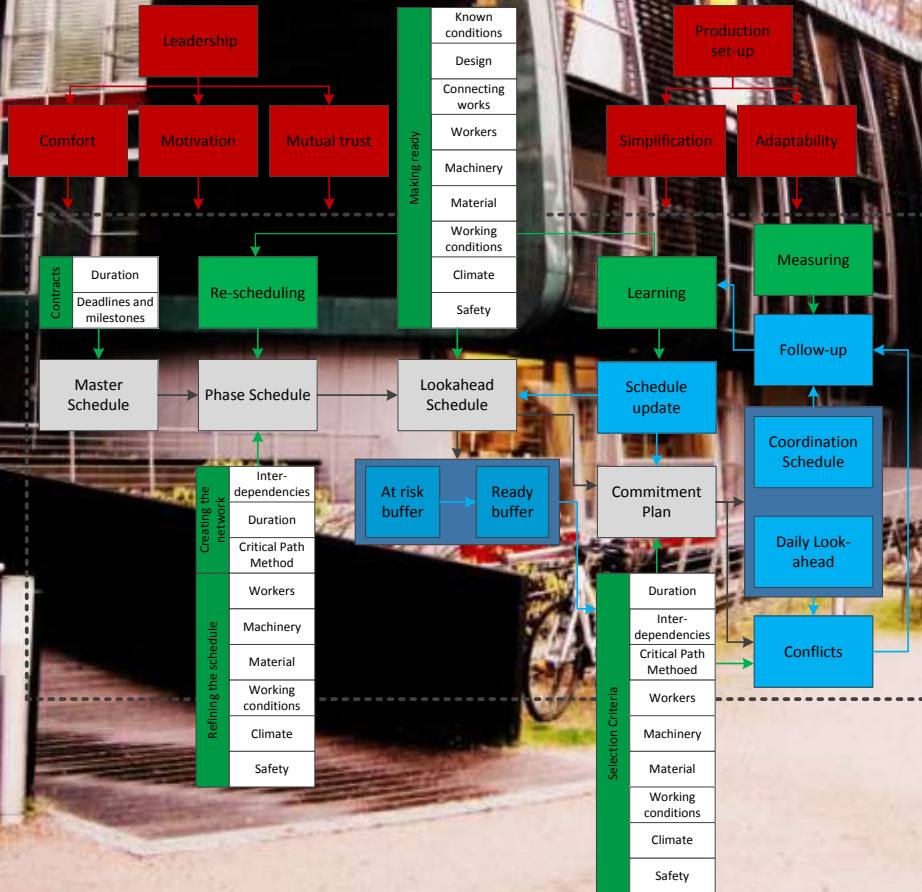 Leadership
Comfort
Motivation
Mutual trust
Making ready
Known
conditions
Design
Connecting
works
Workers
Machinery
Material
Working
conditions
Climate
Safety
Production
set-up
Simplification
Adaptability
Contracts
Duration
Deadlines and
milestones
Re-scheduling
Learning
Measuring
Follow-up
Master
Schedule
Phase Schedule
Lookahead
Schedule
Schedule
update
Coordination
Schedule
Daily Look-
ahead
At risk
buffer
Ready
buffer
Commitment
Plan
Conflicts
Creating the
network
Inter-
dependencies
Duration
Critical Path
Method
Refining the schedule
Workers
Machinery
Material
Working
conditions
Climate
Safety
Selection Criteria
Duration
Inter-
dependencies
Critical Path
Methoed
Workers
Machinery
Material
Working
conditions
Climate
Safety